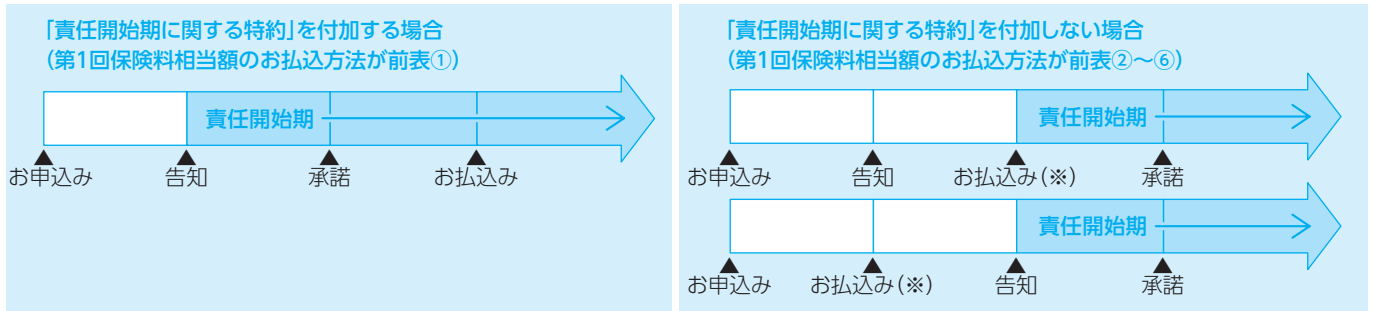 「責任開始期に関する特約」を付加する場合
（第1回保険料相当額のお払込方法が前表①）
責任開始期
お申込み 告知 承諾 お払込み
「責任開始期に関する特約」を付加しない場合
（第1回保険料相当額のお払込方法が前表②～⑥）
責任開始期
お申込み 告知 お払込み（※） 承諾
責任開始期
お申込み お払込み（※） 告知 承諾